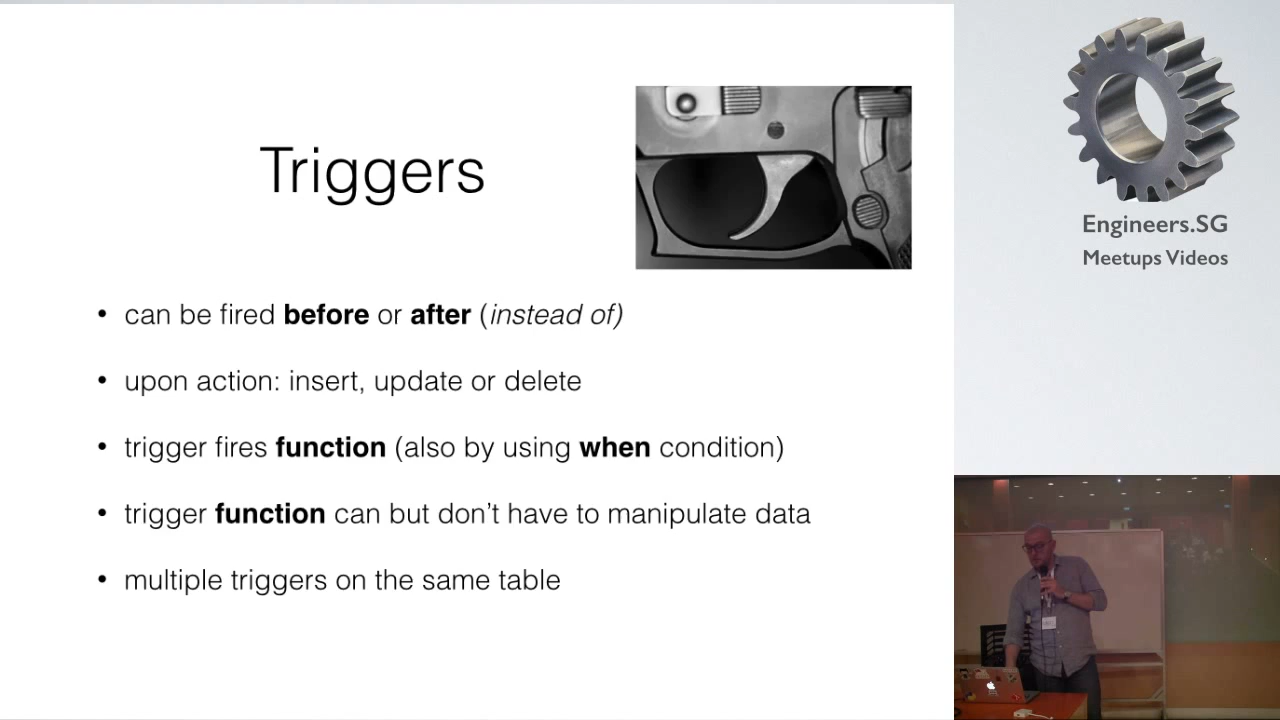 Triggers
• can be fired before or after (instead of)
• upon action: insert, update or delete
• trigger fires function (also by using when condition)
• trigger function can but don’t have to manipulate data
• multiple triggers on the same table
Engineers.SG
Meetups Videos